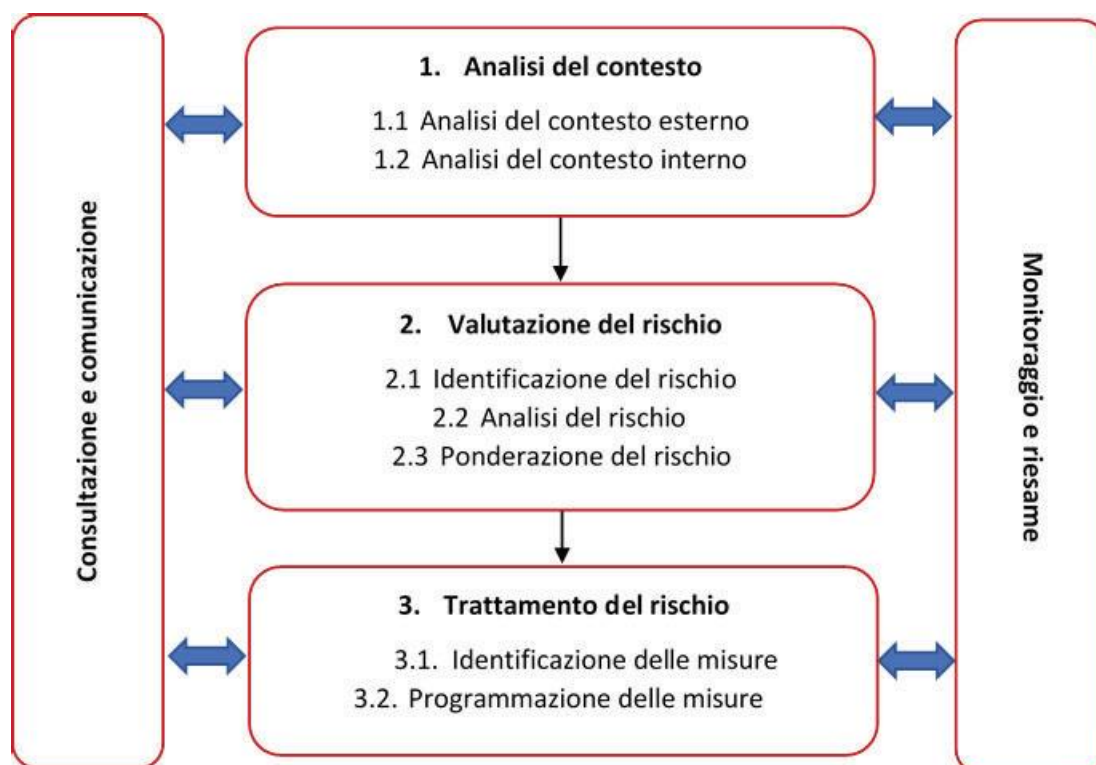 Consultazione e comunicazione
1. Analisi del contesto
1.1 Analisi del contesto esterno
1.2 Analisi del contesto interno
2. Valutazione del rischio
2.1 Identificazione del rischio
2.2 Analisi del rischio
2.3 Ponderazione del rischio
3. Trattamento del rischio
3.1. Identificazione delle misure
3.2. Programmazione delle misure
Monitoraggio e riesame